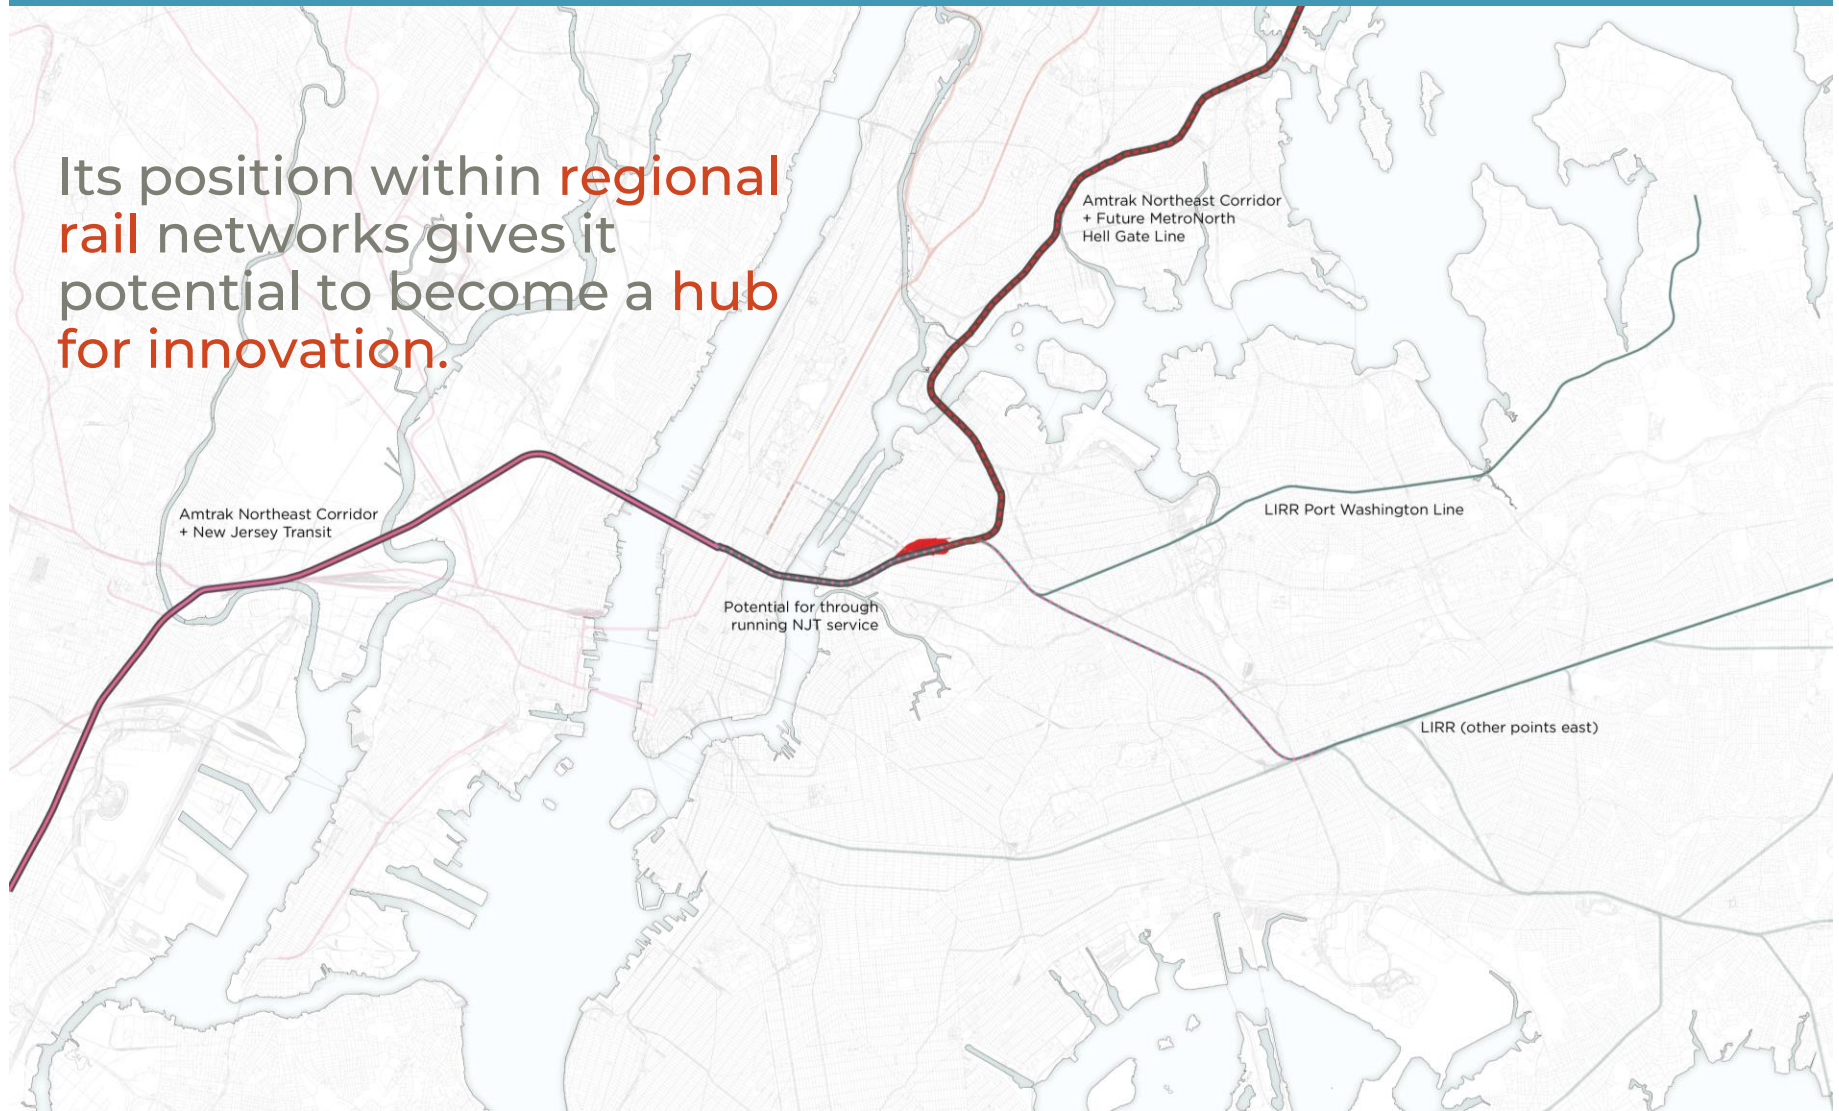 Its position within regional
rail networks gives it
potential to become a hub
for innovation.
Amtrak Northeast Corridor
+ Future MetroNorth
Hell Gate Line
Amtrak Northeast Corridor
+ New Jersey Transit
LIRR Port Washington Line
Potential for through
running NJT service
LIRR (other points east)